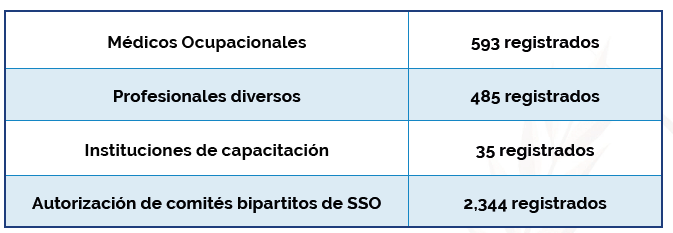 Médicos Ocupacionales 593 registrados
Profesionales diversos 485 registrados
Instituciones de capacitación 35 registrados
Autorización de comités bipartitos de SSO 2,344 registrados